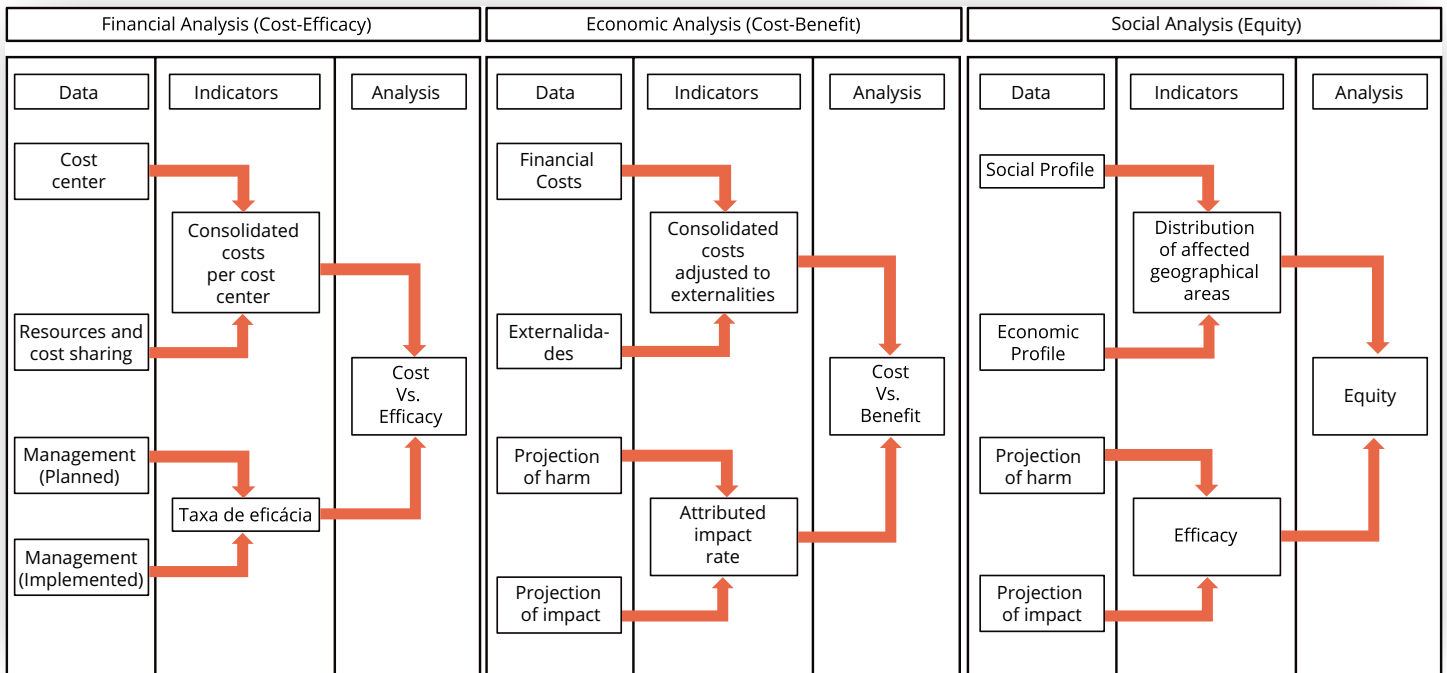 Financial Analysis (Cost-Efficacy)
Data
Indicators
Analysis
Cost
center
Consolidated
costs
per cost
center
Resources and
cost sharing
Cost
Vs.
Efficacy
Management
(Planned)
Taxa de eficácia
Management
(Implemented)
Economic Analysis (Cost-Benefit)
Data
Indicators
Analysis
Financial
Costs
Consolidated
costs
adjusted to
externalities
Externalida-
des
Cost
Vs.
Benefit
Projection
of harm
Attributed
impact
rate
Projection
of impact
Social Analysis (Equity)
Data
Indicators
Analysis
Social Profile
Distribution
of affected
geographical
areas
Economic
Profile
Equity
Projection
of harm
Efficacy
Projection
of impact